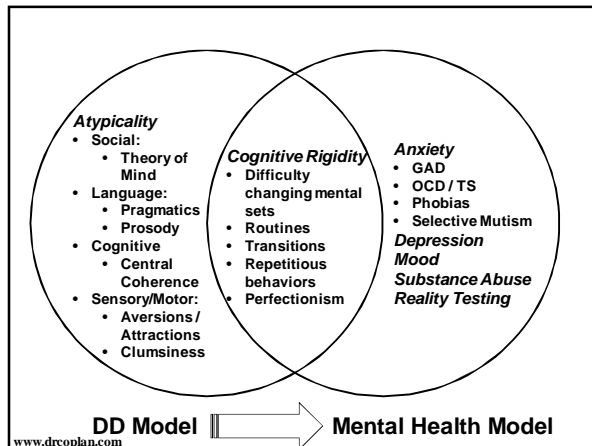 Atypicality
• Social:
• Theory of
Mind
• Language:
• Pragmatics
• Prosody
• Cognitive
• Central
Coherence
• Sensory/Motor:
• Aversions /
Attractions
• Clumsiness
Cognitive Rigidity
• Difficulty
changing mental
sets
• Routines
• Transitions
• Repetitious
behaviors
• Perfectionism
Anxiety
• GAD
• OCD / TS
• Phobias
• Selective Mutism
Depression
Mood
Substance Abuse
Reality Testing
DD Model
Mental Health Model
www.drcoplan.com